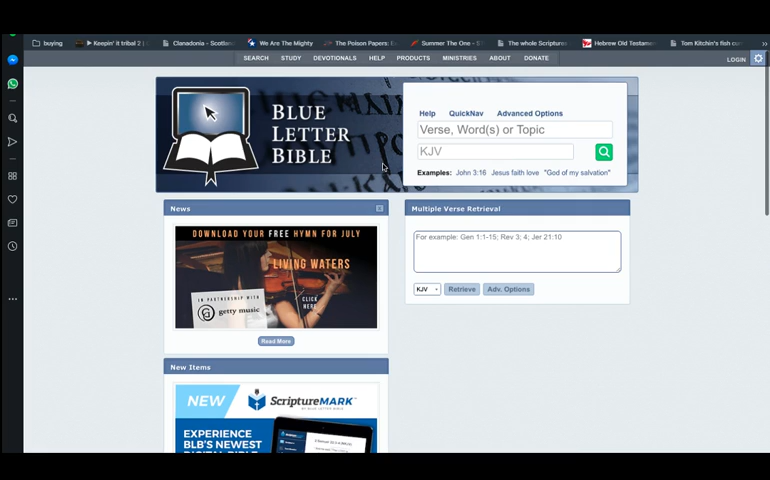 buying
Keepin' it tribal 2 |
Clanadonia - Scotlan
We Are The Mighty
The Poison Papers: E
Summer The One - S
The whole Scripture
Hebrew Old Testame
Tom Kitchin's fish cur
»
SEARCH STUDY DEVOTIONALS HELP PRODUCTS MINISTRIES ABOUT DONATE
LOGIN
BLUE
LETTER
BIBLE
Help QuickNav Advanced Options
Verse, Word(s) or Topic
KJV
Examples: John 3:16 Jesus faith love "God of my salvation"
News
DOWNLOAD YOUR FREE HYMN FOR JULY
LIVING WATERS
IN PARTNERSHIP WITH
getty music
CLICK
HERE
Read More
Multiple Verse Retrieval
For example: Gen 1:1-15; Rev 3; 4; Jer 21:10
KJV Retrieve Adv. Options
New Items
NEW
SCRIPTUREMARK
BY BLUE LETTER BIBLE
EXPERIENCE
BLB'S NEWEST